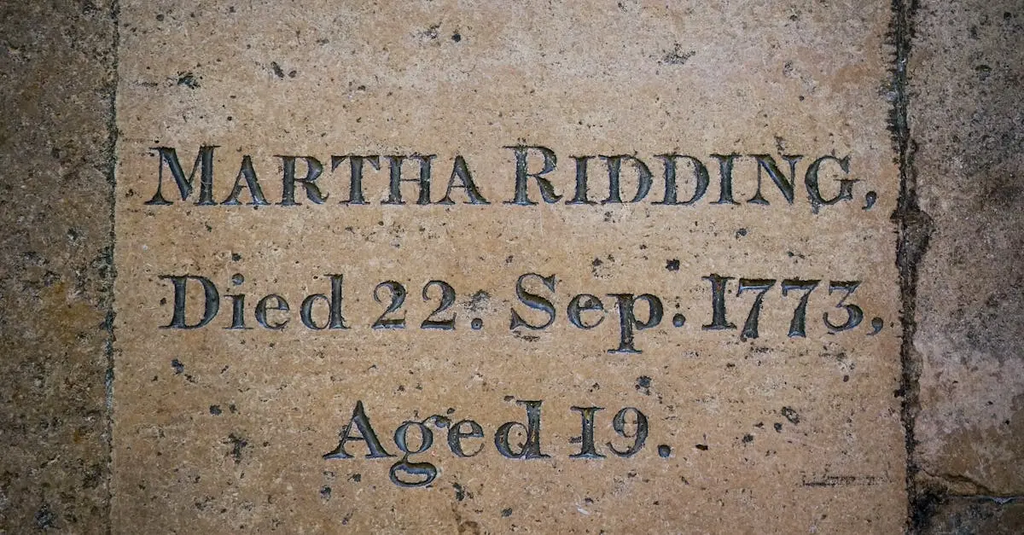 MARTHA RIDDING,
Died 22. Sep. 1773,
Aged 19.